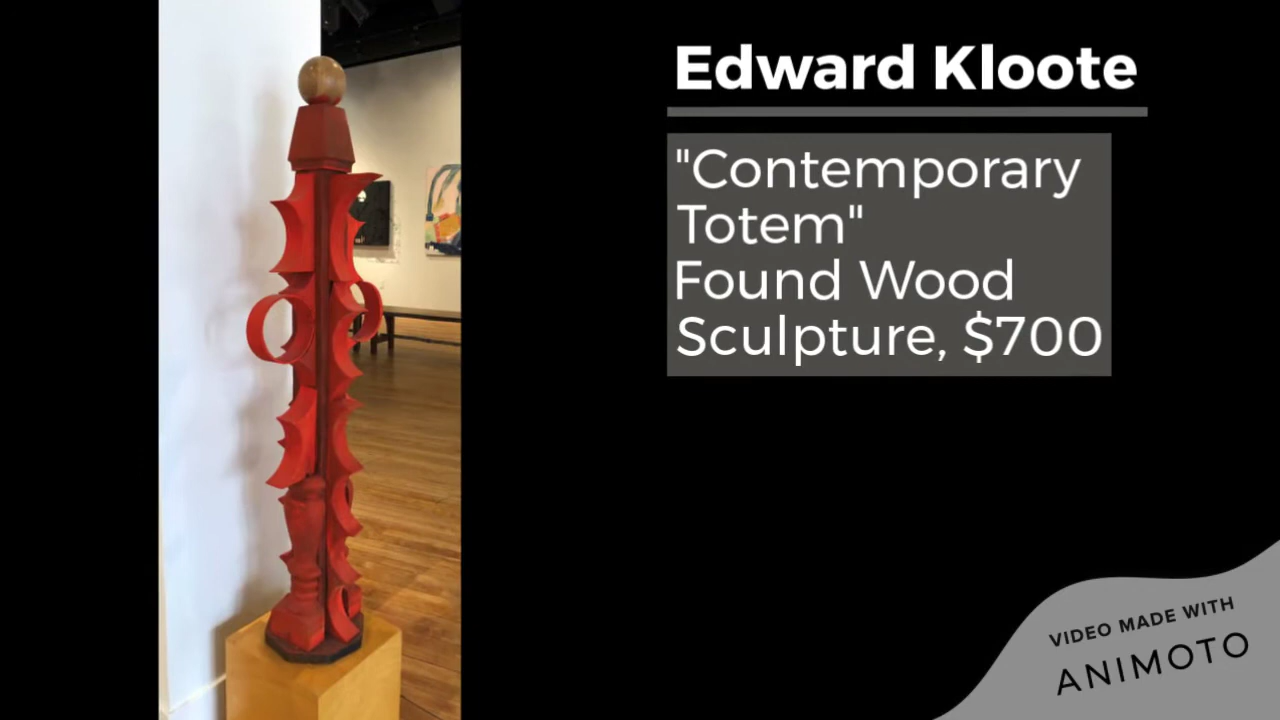 Edward Kloote
"Contemporary
Totem"
Found Wood
Sculpture, $700
VIDEO MADE WITH
ANIMOTO